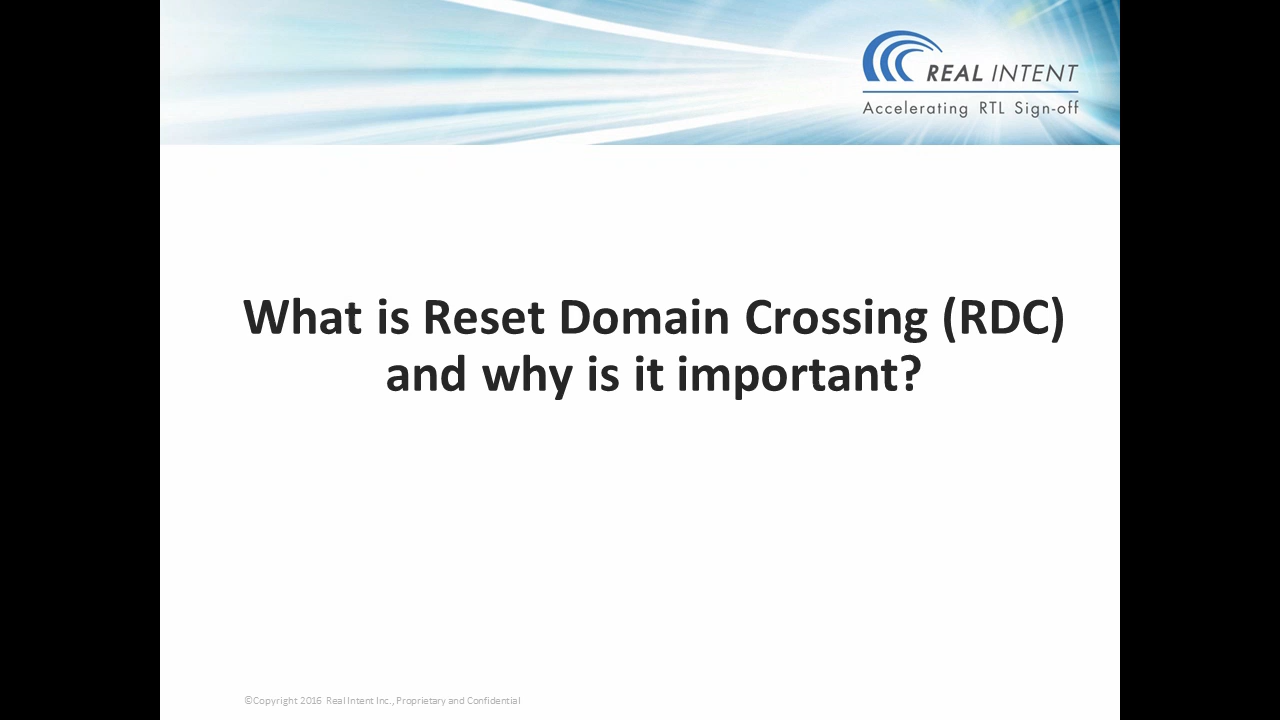 REAL INTENT
Accelerating RTL Sign-off
What is Reset Domain Crossing (RDC)
and why is it important?
©Copyright 2016 Real Intent Inc., Proprietary and Confidential